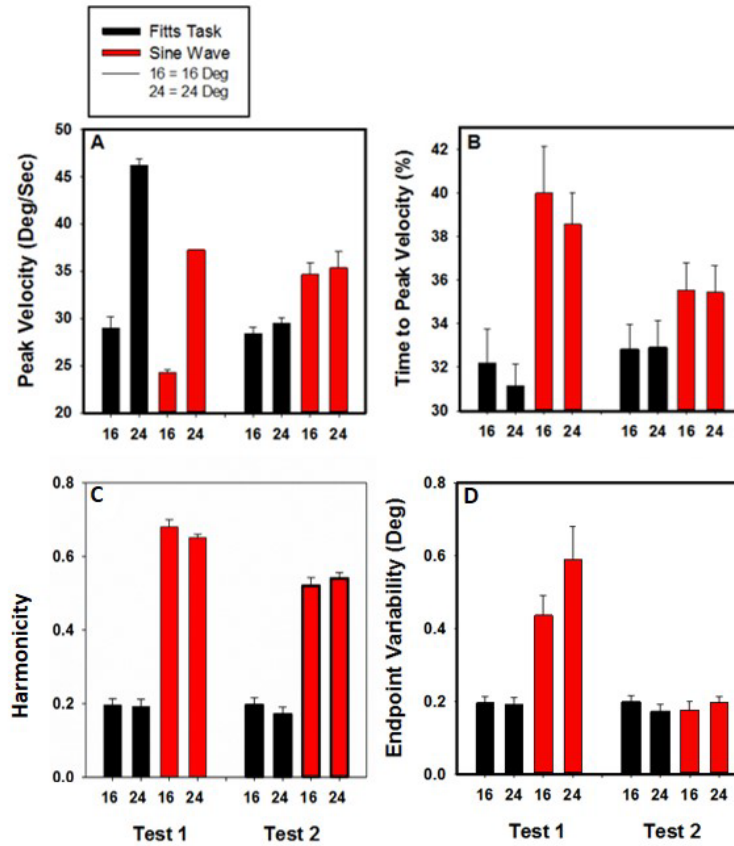 Fitts Task
Sine Wave
16 = 16 Deg
24 = 24 Deg
A
Peak Velocity (Deg/Sec)
50
45
40
35
30
25
20
16 24 16 24 16 24 16 24
B
Time to Peak Velocity (%)
42
40
38
36
34
32
30
16 24 16 24 16 24 16 24
C
Harmonicity
0.8
0.6
0.4
0.2
0.0
16 24 16 24 16 24 16 24
Test 1 Test 2
D
Endpoint Variability (Deg)
0.8
0.6
0.4
0.2
0.0
16 24 16 24 16 24 16 24
Test 1 Test 2